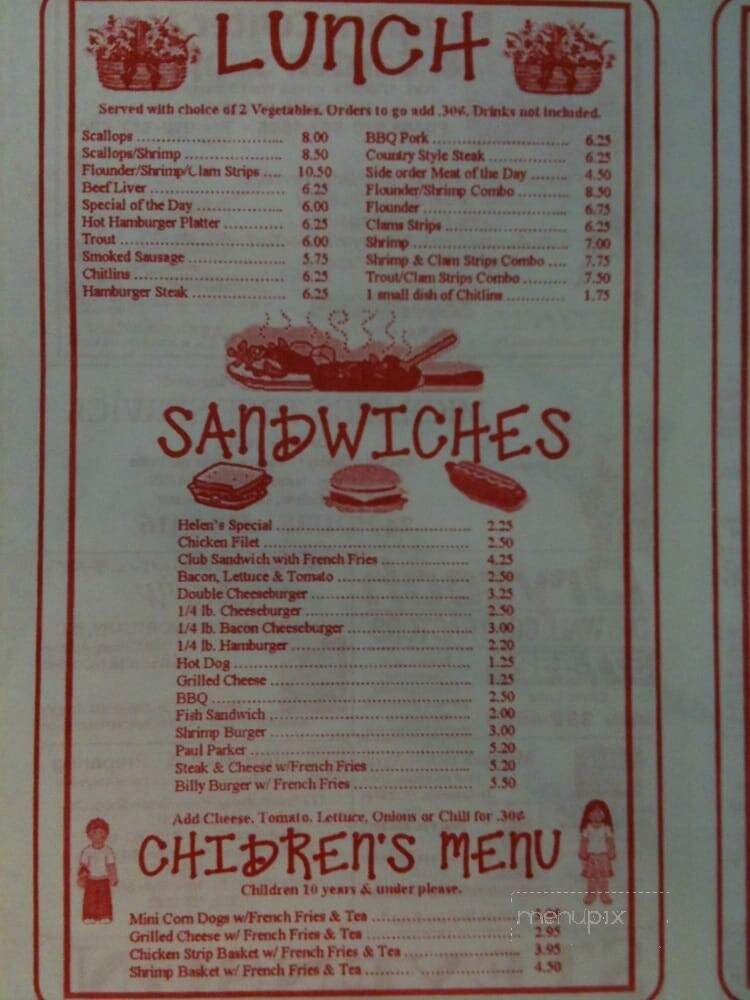 LUNCH
Served with choice of 2 Vegetables. Orders to go add .30¢. Drinks not included.
Scallops 8.00
Scallops/Shrimp 8.50
Flounder/Shrimp/Clam Strips 10.50
Beef Liver 6.25
Special of the Day 6.00
Hot Hamburger Platter 6.25
Trout 6.00
Smoked Sausage 5.75
Chitlins 6.25
Hamburger Steak 6.25
BBQ Pork 6.25
Country Style Steak 6.25
Side order Meat of the Day 4.50
Flounder/Shrimp Combo 8.50
Flounder 6.75
Clams Strips 6.25
Shrimp 7.00
Shrimp & Clam Strips Combo 7.75
Trout/Clam Strips Combo 7.50
1 small dish of Chitlins 1.75
SANDWICHES
Helen's Special 2.25
Chicken Filet 2.50
Club Sandwich with French Fries 4.25
Bacon, Lettuce & Tomato 2.50
Double Cheeseburger 3.25
1/4 lb. Cheeseburger 2.50
1/4 lb. Bacon Cheeseburger 3.00
1/4 lb. Hamburger 2.20
Hot Dog 1.25
Grilled Cheese 1.25
BBQ 2.50
Fish Sandwich 2.00
Shrimp Burger 3.00
Paul Parker 5.20
Steak & Cheese w/French Fries 5.20
Billy Burger w/ French Fries 5.50
Add Cheese, Tomato, Lettuce, Onions or Chili for .30¢
CHIDREN'S MENU
Children 10 years & under please.
Mini Corn Dogs w/French Fries & Tea
Grilled Cheese w/ French Fries & Tea 2.95
Chicken Strip Basket w/ French Fries & Tea 3.95
Shrimp Basket w/ French Fries & Tea 4.50
menupix